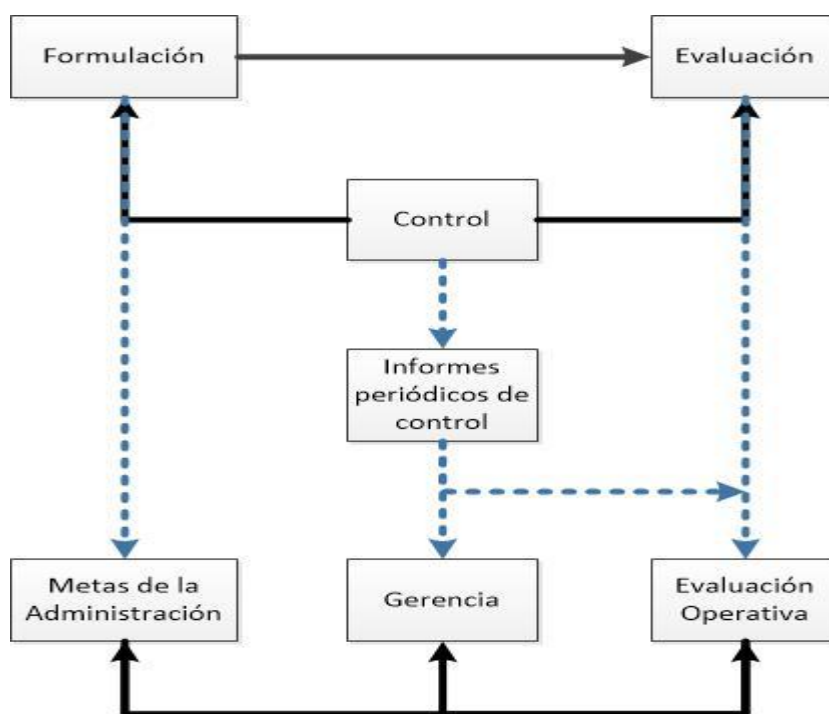 Formulación
Evaluación
Control
Informes
periódicos de
control
Metas de la
Administración
Gerencia
Evaluación
Operativa